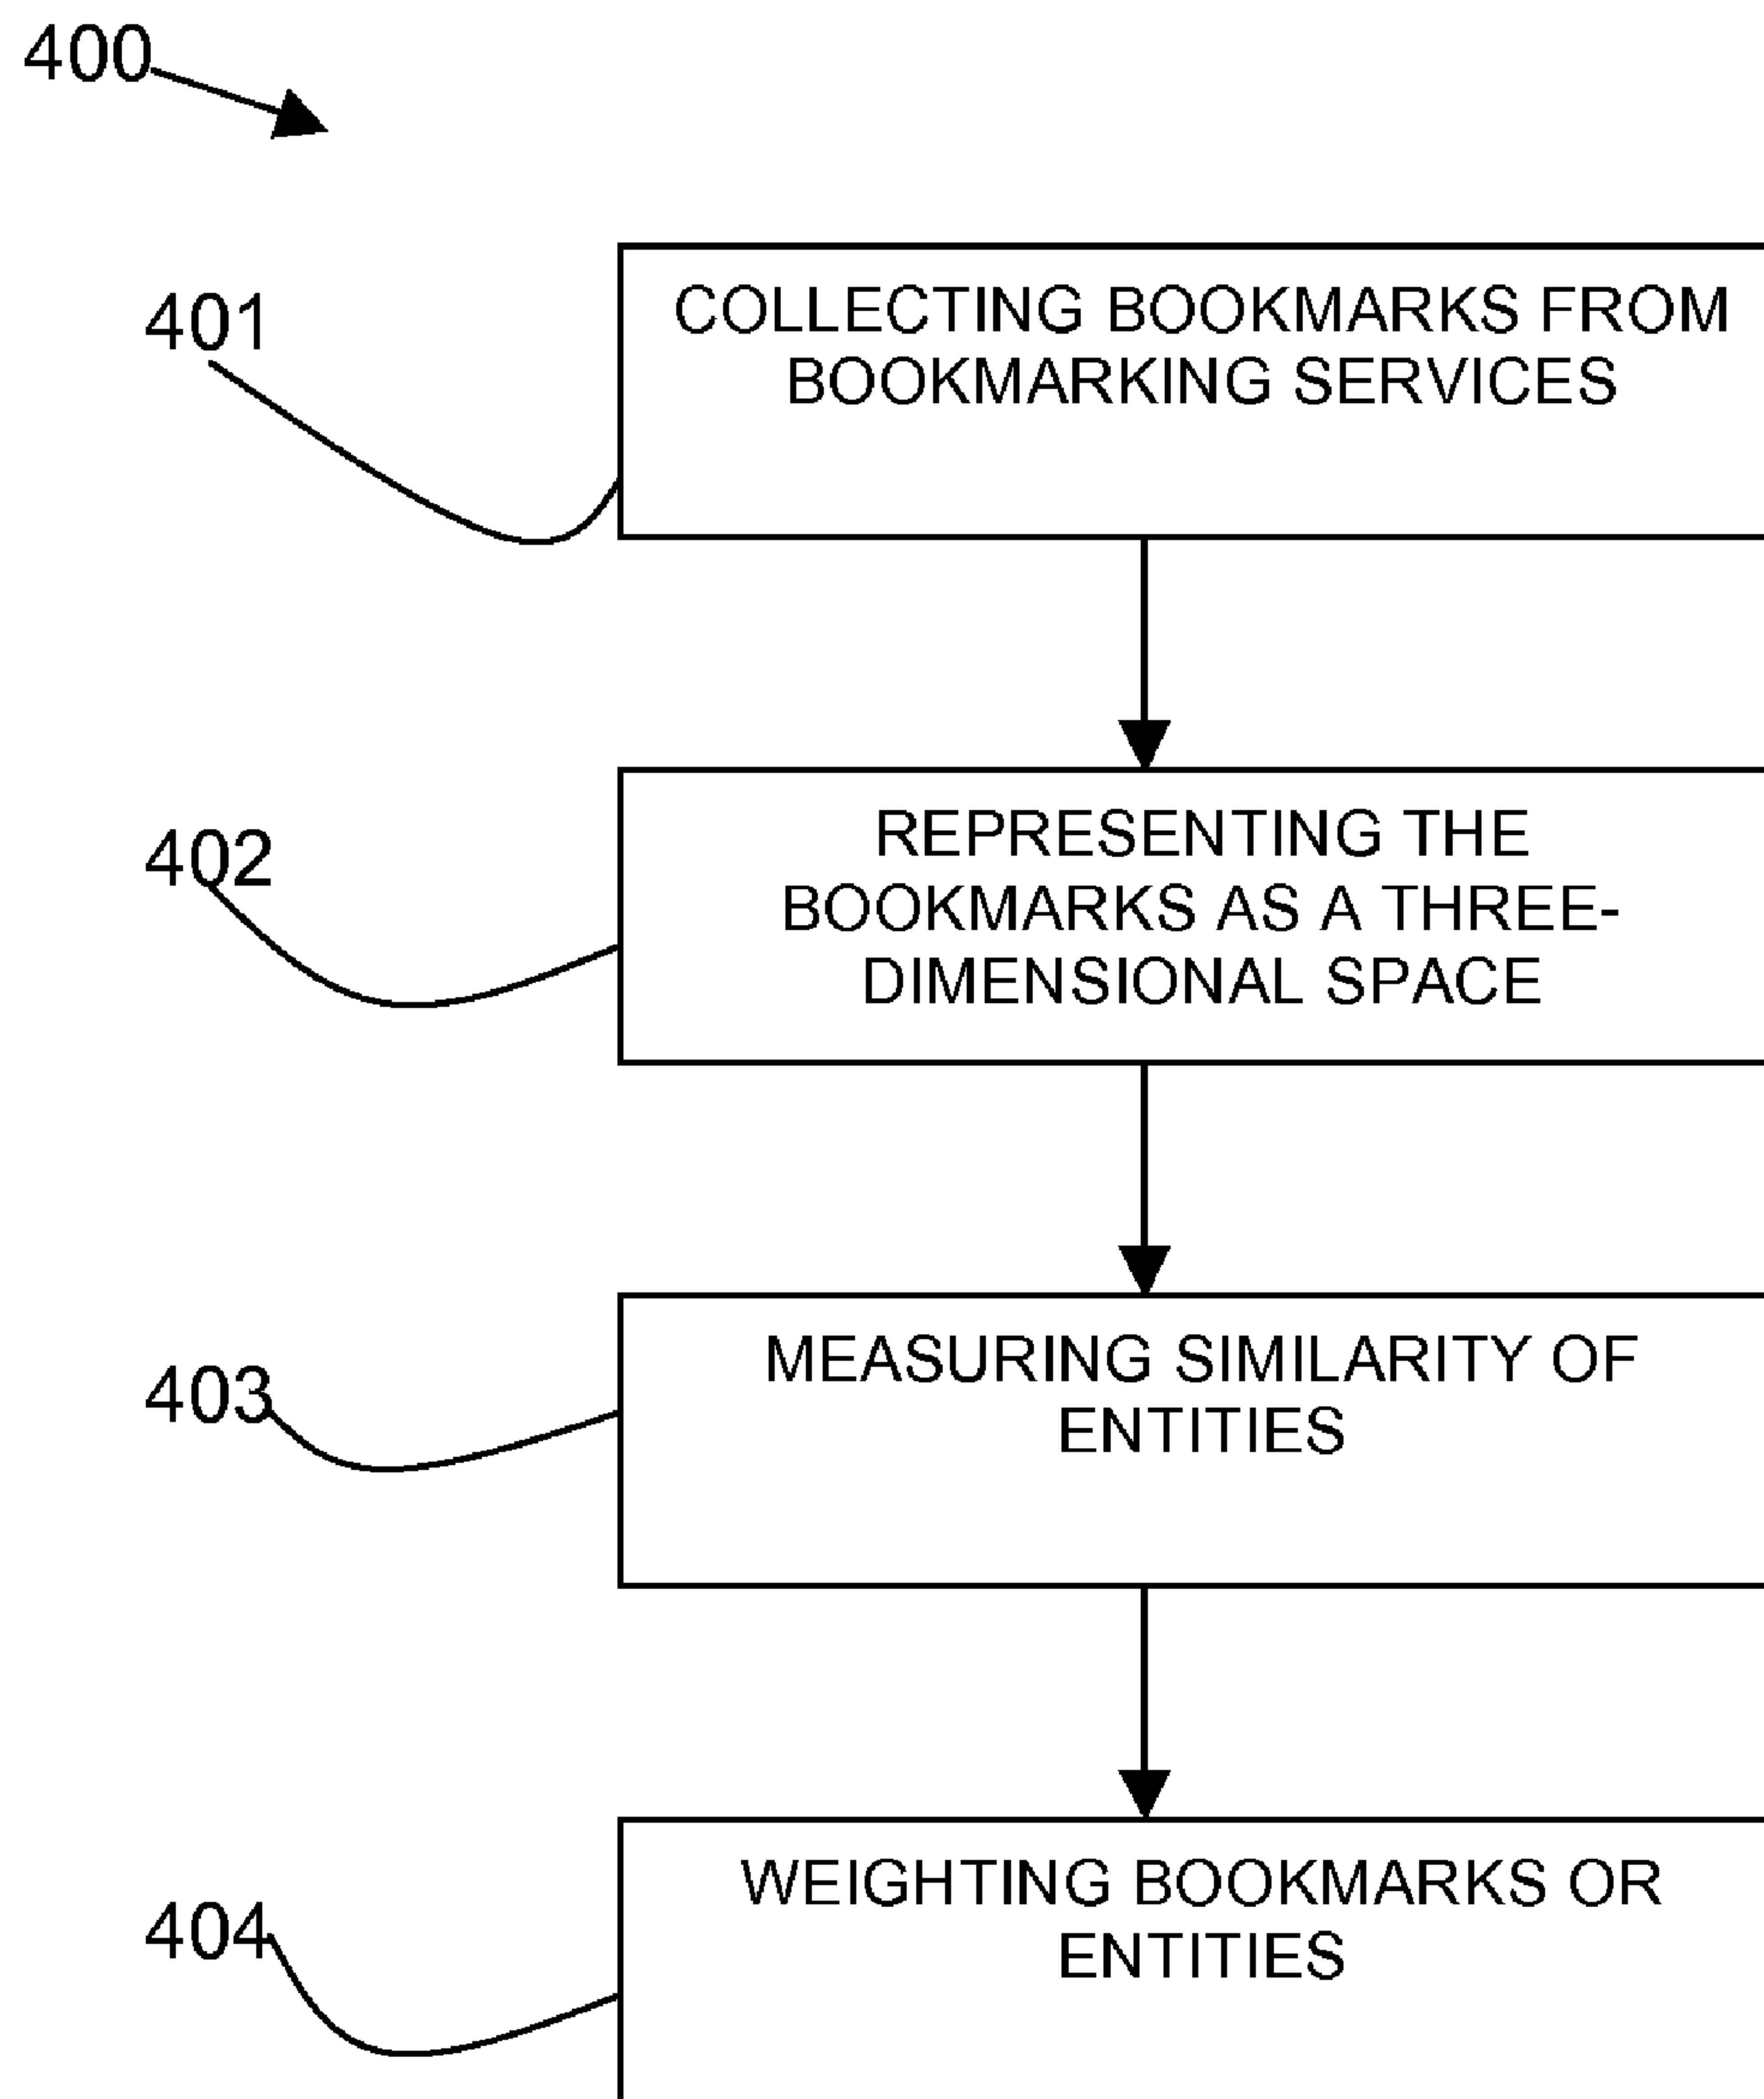 400
401
COLLECTING BOOKMARKS FROM
BOOKMARKING SERVICES
402
REPRESENTING THE
BOOKMARKS AS A THREE-
DIMENSIONAL SPACE
403
MEASURING SIMILARITY OF
ENTITIES
404
WEIGHTING BOOKMARKS OR
ENTITIES